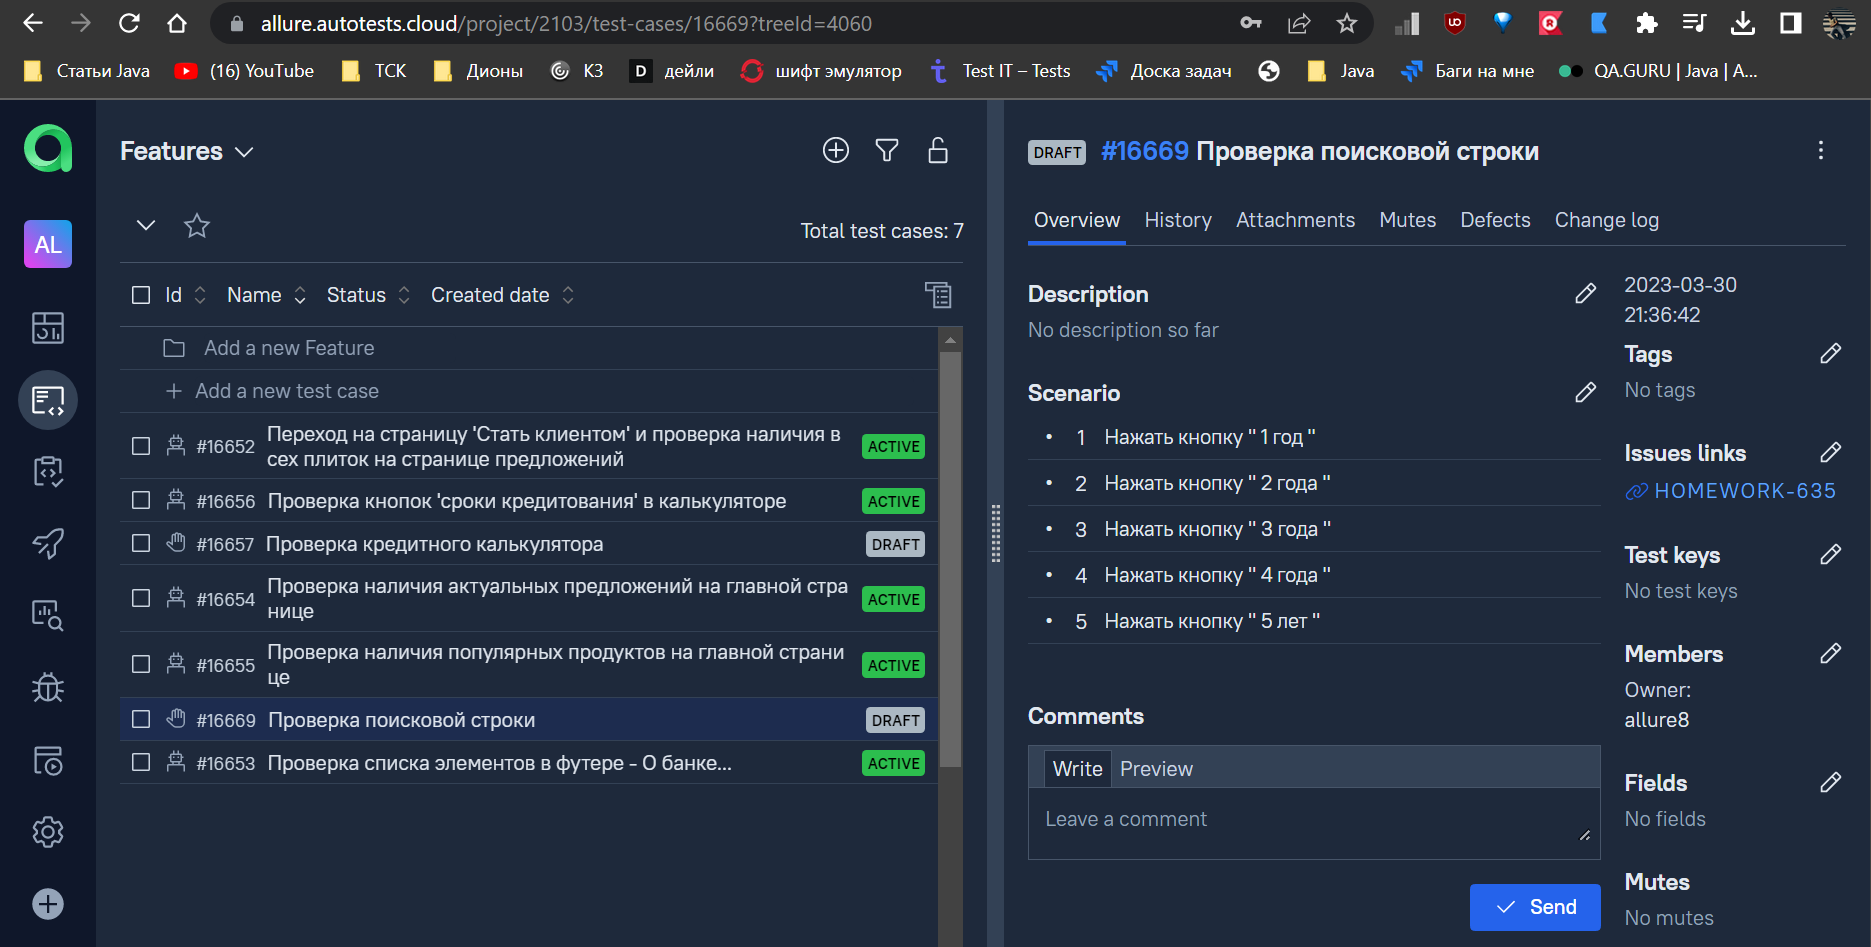 allure.autotests.cloud/project/2103/test-cases/16669?treeId=4060
Статьи Java
(16) YouTube
ТСК
Дионы
КЗ
D
дейли
шифт эмулятор
Test IT – Tests
Доска задач
Java
Баги на мне
QA.GURU | Java | A...
AL
Features
Total test cases: 7
Id
Name
Status
Created date
Add a new Feature
Add a new test case
#16652
Переход на страницу 'Стать клиентом' и проверка наличия в
сех плиток на странице предложений
ACTIVE
#16656
Проверка кнопок 'сроки кредитования' в калькуляторе
ACTIVE
#16657
Проверка кредитного калькулятора
DRAFT
#16654
Проверка наличия актуальных предложений на главной стра
нице
ACTIVE
#16655
Проверка наличия популярных продуктов на главной страни
це
ACTIVE
#16669
Проверка поисковой строки
DRAFT
#16653
Проверка списка элементов в футере - О банке...
ACTIVE
DRAFT
#16669 Проверка поисковой строки
Overview
History
Attachments
Mutes
Defects
Change log
Description
No description so far
Scenario
1 Нажать кнопку " 1 год "
2 Нажать кнопку " 2 года "
3 Нажать кнопку " 3 года "
4 Нажать кнопку " 4 года "
5 Нажать кнопку " 5 лет "
Comments
Write
Preview
Leave a comment
Send
2023-03-30
21:36:42
Tags
No tags
Issues links
HOMEWORK-635
Test keys
No test keys
Members
Owner:
allure8
Fields
No fields
Mutes
No mutes